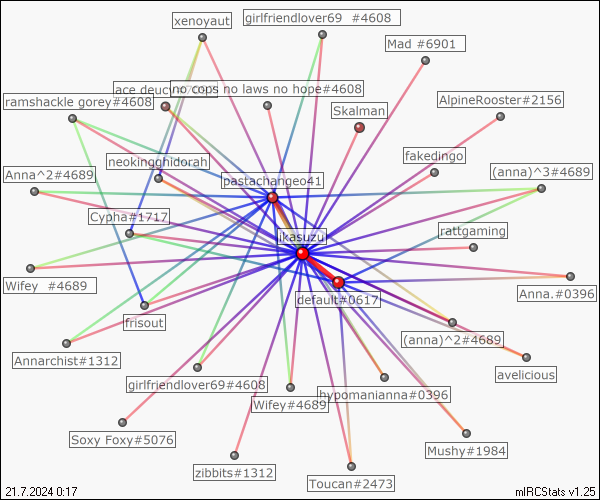 xenoyaut
girlfriendlover69 #4608
Mad #6901
ace deucy
no cops no laws no hope#4608
ramshackle gorey#4608
Skalman
AlpineRooster#2156
neokingghidorah
fakedingo
Anna^2#4689
pastachangeo41
(anna)^3#4689
Cypha#1717
ikasuzu
rattgaming
Wifey #4689
default#0617
Anna.#0396
frisout
(anna)^2#4689
Annarchist#1312
girlfriendlover69#4608
avelicious
hypomanianna#0396
Wifey#4689
Soxy Foxy#5076
Mushy#1984
zibbits#1312
Toucan#2473
21.7.2024 0:17
mIRCStats v1.25